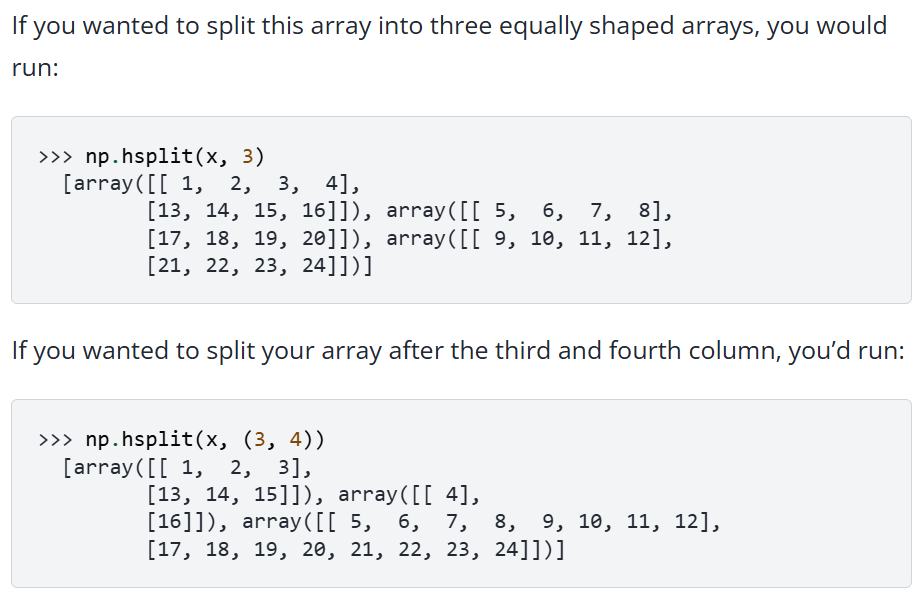 If you wanted to split this array into three equally shaped arrays, you would
run:
>>> np.hsplit(x, 3)
  [array([[ 1,  2,  3,  4],
         [13, 14, 15, 16]]), array([[ 5,  6,  7,  8],
         [17, 18, 19, 20]]), array([[ 9, 10, 11, 12],
         [21, 22, 23, 24]])]
If you wanted to split your array after the third and fourth column, you’d run:
>>> np.hsplit(x, (3, 4))
  [array([[ 1,  2,  3],
         [13, 14, 15]]), array([[ 4],
         [16]]), array([[ 5,  6,  7,  8,  9, 10, 11, 12],
         [17, 18, 19, 20, 21, 22, 23, 24]])]